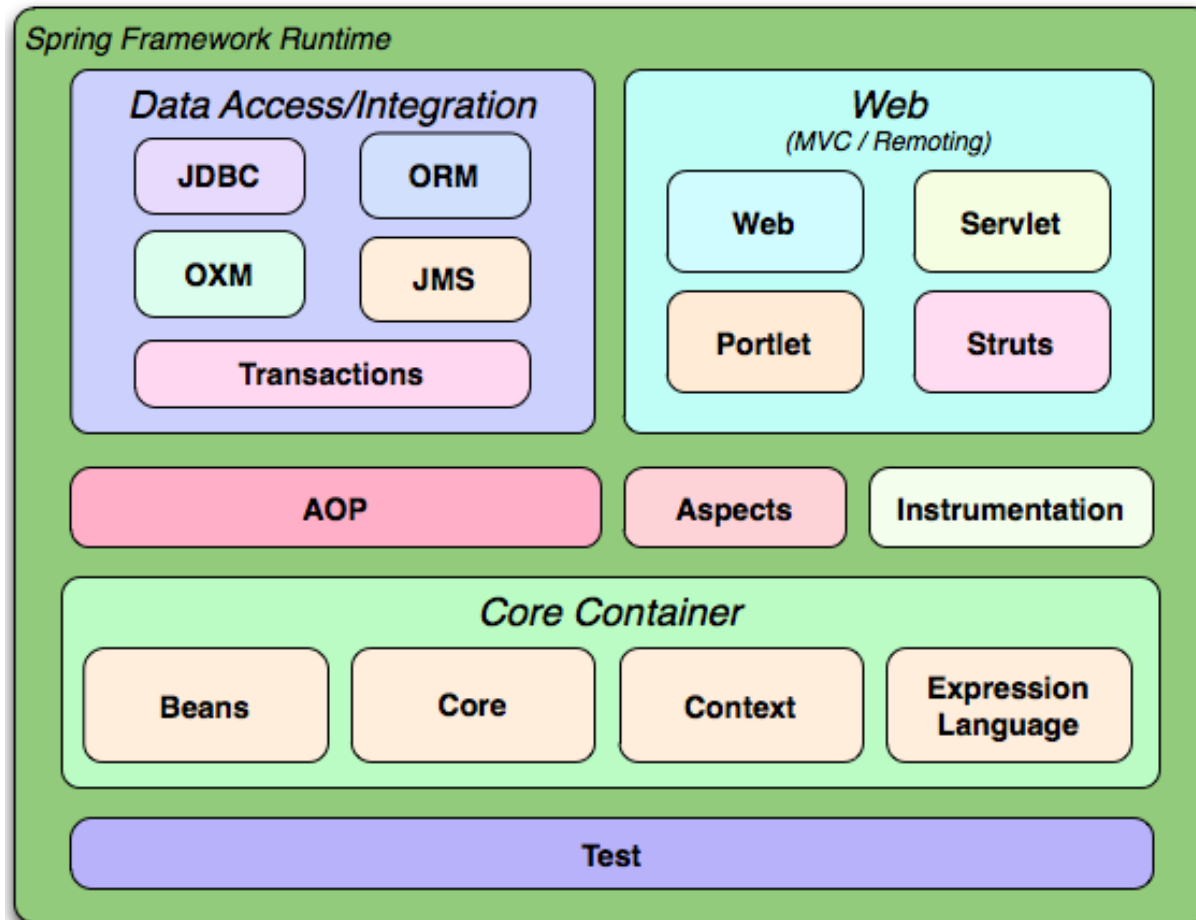 Spring Framework Runtime
Data Access/Integration
JDBC
ORM
OXM
JMS
Transactions
Web
(MVC / Remoting)
Web
Servlet
Portlet
Struts
AOP
Aspects
Instrumentation
Core Container
Beans
Core
Context
Expression
Language
Test